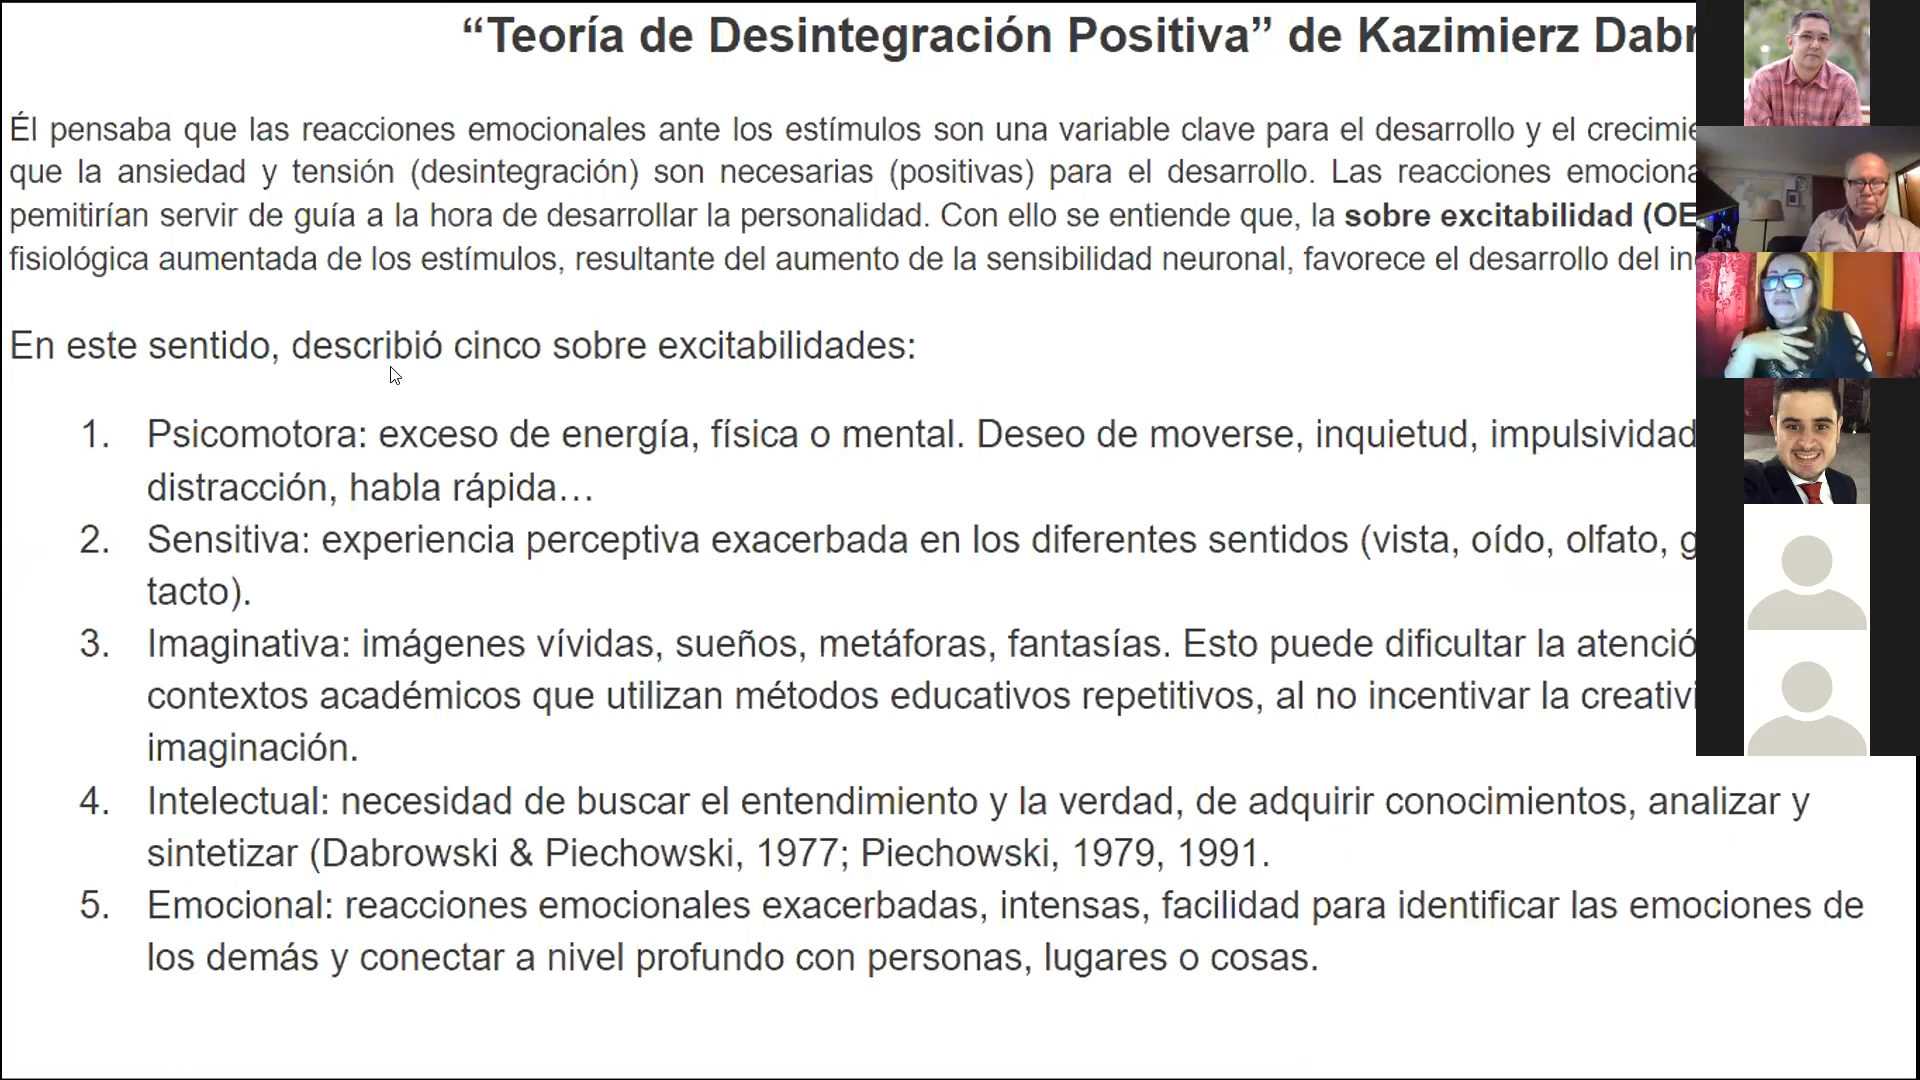 “Teoría de Desintegración Positiva” de Kazimierz Dabr
Él pensaba que las reacciones emocionales ante los estímulos son una variable clave para el desarrollo y el
que la ansiedad y tensión (desintegración) son necesarias (positivas) para el desarrollo. Las reacciones
pemitirían servir de guía a la hora de desarrollar la personalidad. Con ello se entiende que, la sobre excitabilidad (OE
fisiológica aumentada de los estímulos, resultante del aumento de la sensibilidad neuronal, favorece el desarrollo del
En este sentido, describió cinco sobre excitabilidades:
1. Psicomotora: exceso de energía, física o mental. Deseo de moverse, inquietud, impulsividad
distracción, habla rápida…
2. Sensitiva: experiencia perceptiva exacerbada en los diferentes sentidos (vista, oído, olfato,
tacto).
3. Imaginativa: imágenes vívidas, sueños, metáforas, fantasías. Esto puede dificultar la
contextos académicos que utilizan métodos educativos repetitivos, al no incentivar la
imaginación.
4. Intelectual: necesidad de buscar el entendimiento y la verdad, de adquirir conocimientos, analizar y
sintetizar (Dabrowski & Piechowski, 1977; Piechowski, 1979, 1991.
5. Emocional: reacciones emocionales exacerbadas, intensas, facilidad para identificar las emociones de
los demás y conectar a nivel profundo con personas, lugares o cosas.